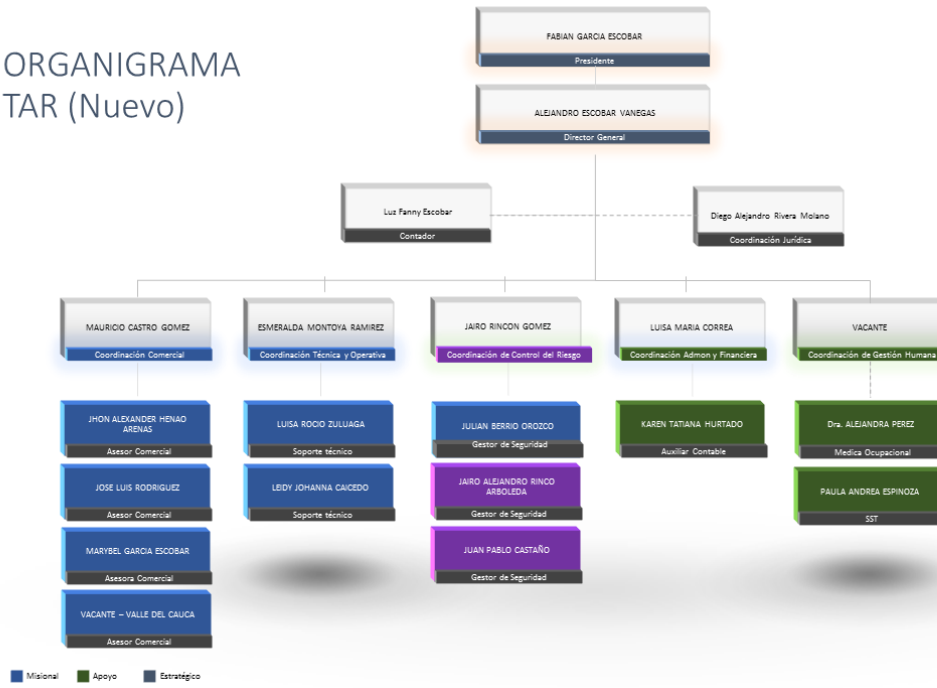 ORGANIGRAMA
TAR (Nuevo)
FABIAN GARCIA ESCOBAR
Presidente
ALEJANDRO ESCOBAR VANEGAS
Director General
Luz Fanny Escobar
Contador
Diego Alejandro Rivera Molano
Coordinación Jurídica
MAURICIO CASTRO GOMEZ
Coordinación Comercial
ESMERALDA MONTOYA RAMIREZ
Coordinación Técnica y Operativa
JAIRO RINCON GOMEZ
Coordinación de Control del Riesgo
LUISA MARIA CORREA
Coordinación Admon y Financiera
VACANTE
Coordinación de Gestión Humana
JHON ALEXANDER HENAO
ARENAS
Asesor Comercial
JOSE LUIS RODRIGUEZ
Asesor Comercial
MARYBEL GARCIA ESCOBAR
Asesora Comercial
VACANTE – VALLE DEL CAUCA
Asesor Comercial
LUISA ROCIO ZULUAGA
Soporte técnico
LEIDY JOHANNA CAICEDO
Soporte técnico
JULIAN BERRIO OROZCO
Gestor de Seguridad
JAIRO ALEJANDRO RINCO
ARBOLEDA
Gestor de Seguridad
JUAN PABLO CASTAÑO
Gestor de Seguridad
KAREN TATIANA HURTADO
Auxiliar Contable
Dra. ALEJANDRA PEREZ
Medica Ocupacional
PAULA ANDREA ESPINOZA
SST
Misional
Apoyo
Estratégico